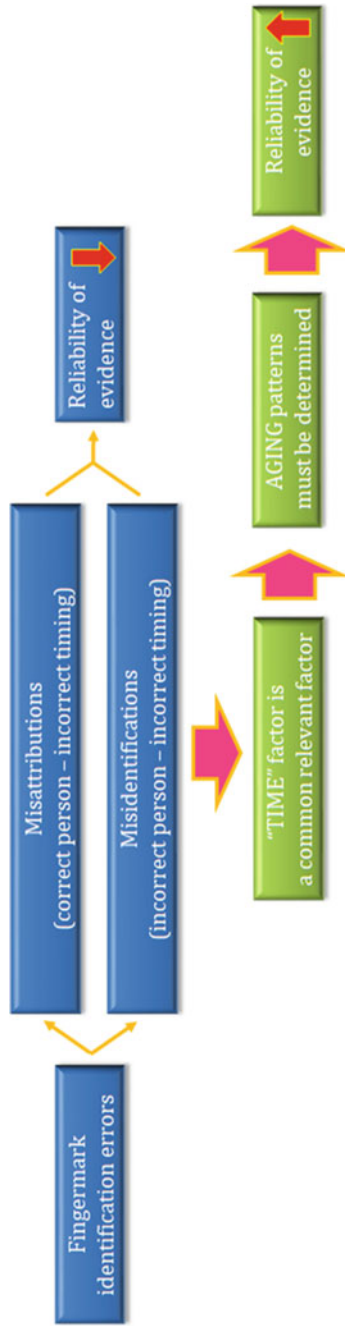 Fingermark
identification errors
Misattributions
(correct person – incorrect timing)
Misidentifications
(incorrect person – incorrect timing)
Reliability of
evidence
“TIME” factor is
a common relevant factor
AGING patterns
must be determined
Reliability of
evidence